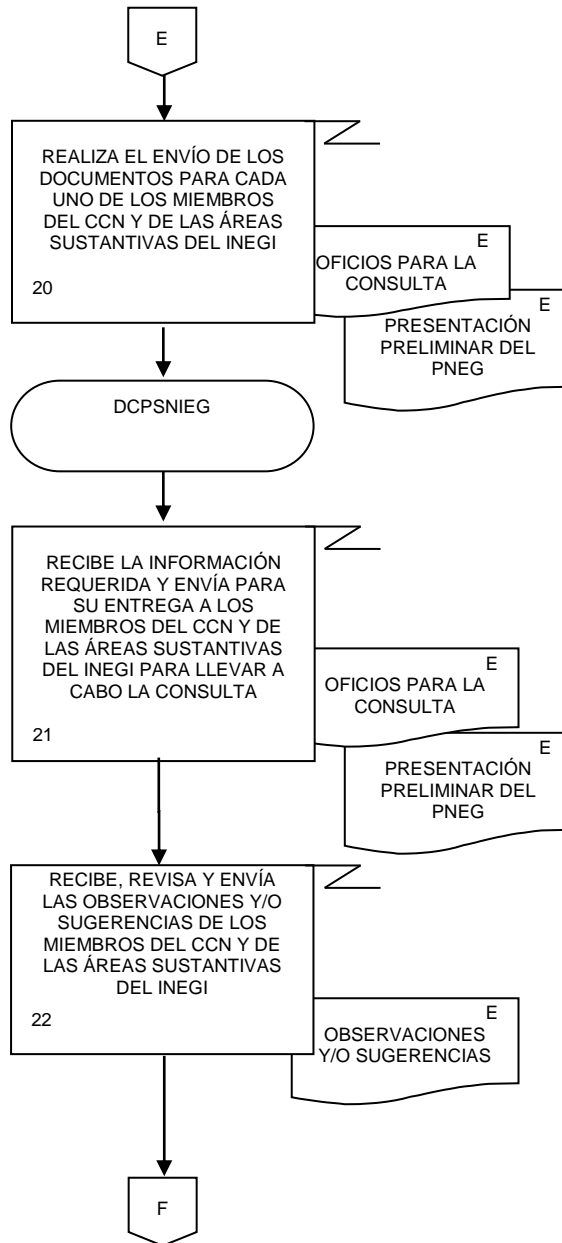 E
REALIZA EL ENVÍO DE LOS
DOCUMENTOS PARA CADA
UNO DE LOS MIEMBROS
DEL CCN Y DE LAS ÁREAS
SUSTANTIVAS DEL INEGI
20
E
OFICIOS PARA LA
CONSULTA
E
PRESENTACIÓN
PRELIMINAR DEL
PNEG
DCPSNIEG
RECIBE LA INFORMACIÓN
REQUERIDA Y ENVÍA PARA
SU ENTREGA A LOS
MIEMBROS DEL CCN Y DE
LAS ÁREAS SUSTANTIVAS
DEL INEGI PARA LLEVAR A
CABO LA CONSULTA
21
E
OFICIOS PARA LA
CONSULTA
E
PRESENTACIÓN
PRELIMINAR DEL
PNEG
RECIBE, REVISA Y ENVÍA
LAS OBSERVACIONES Y/O
SUGERENCIAS DE LOS
MIEMBROS DEL CCN Y DE
LAS ÁREAS SUSTANTIVAS
DEL INEGI
22
E
OBSERVACIONES
Y/O SUGERENCIAS
F